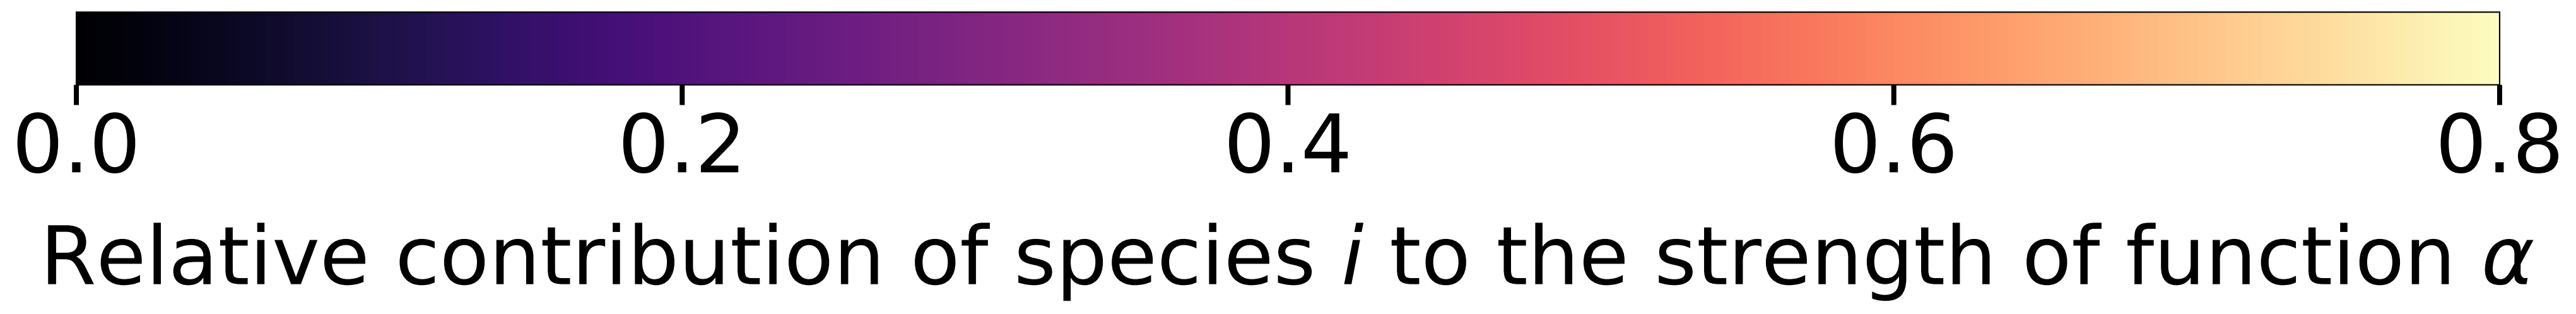 0.0 0.2 0.4 0.6 0.8
Relative contribution of species i to the strength of function α